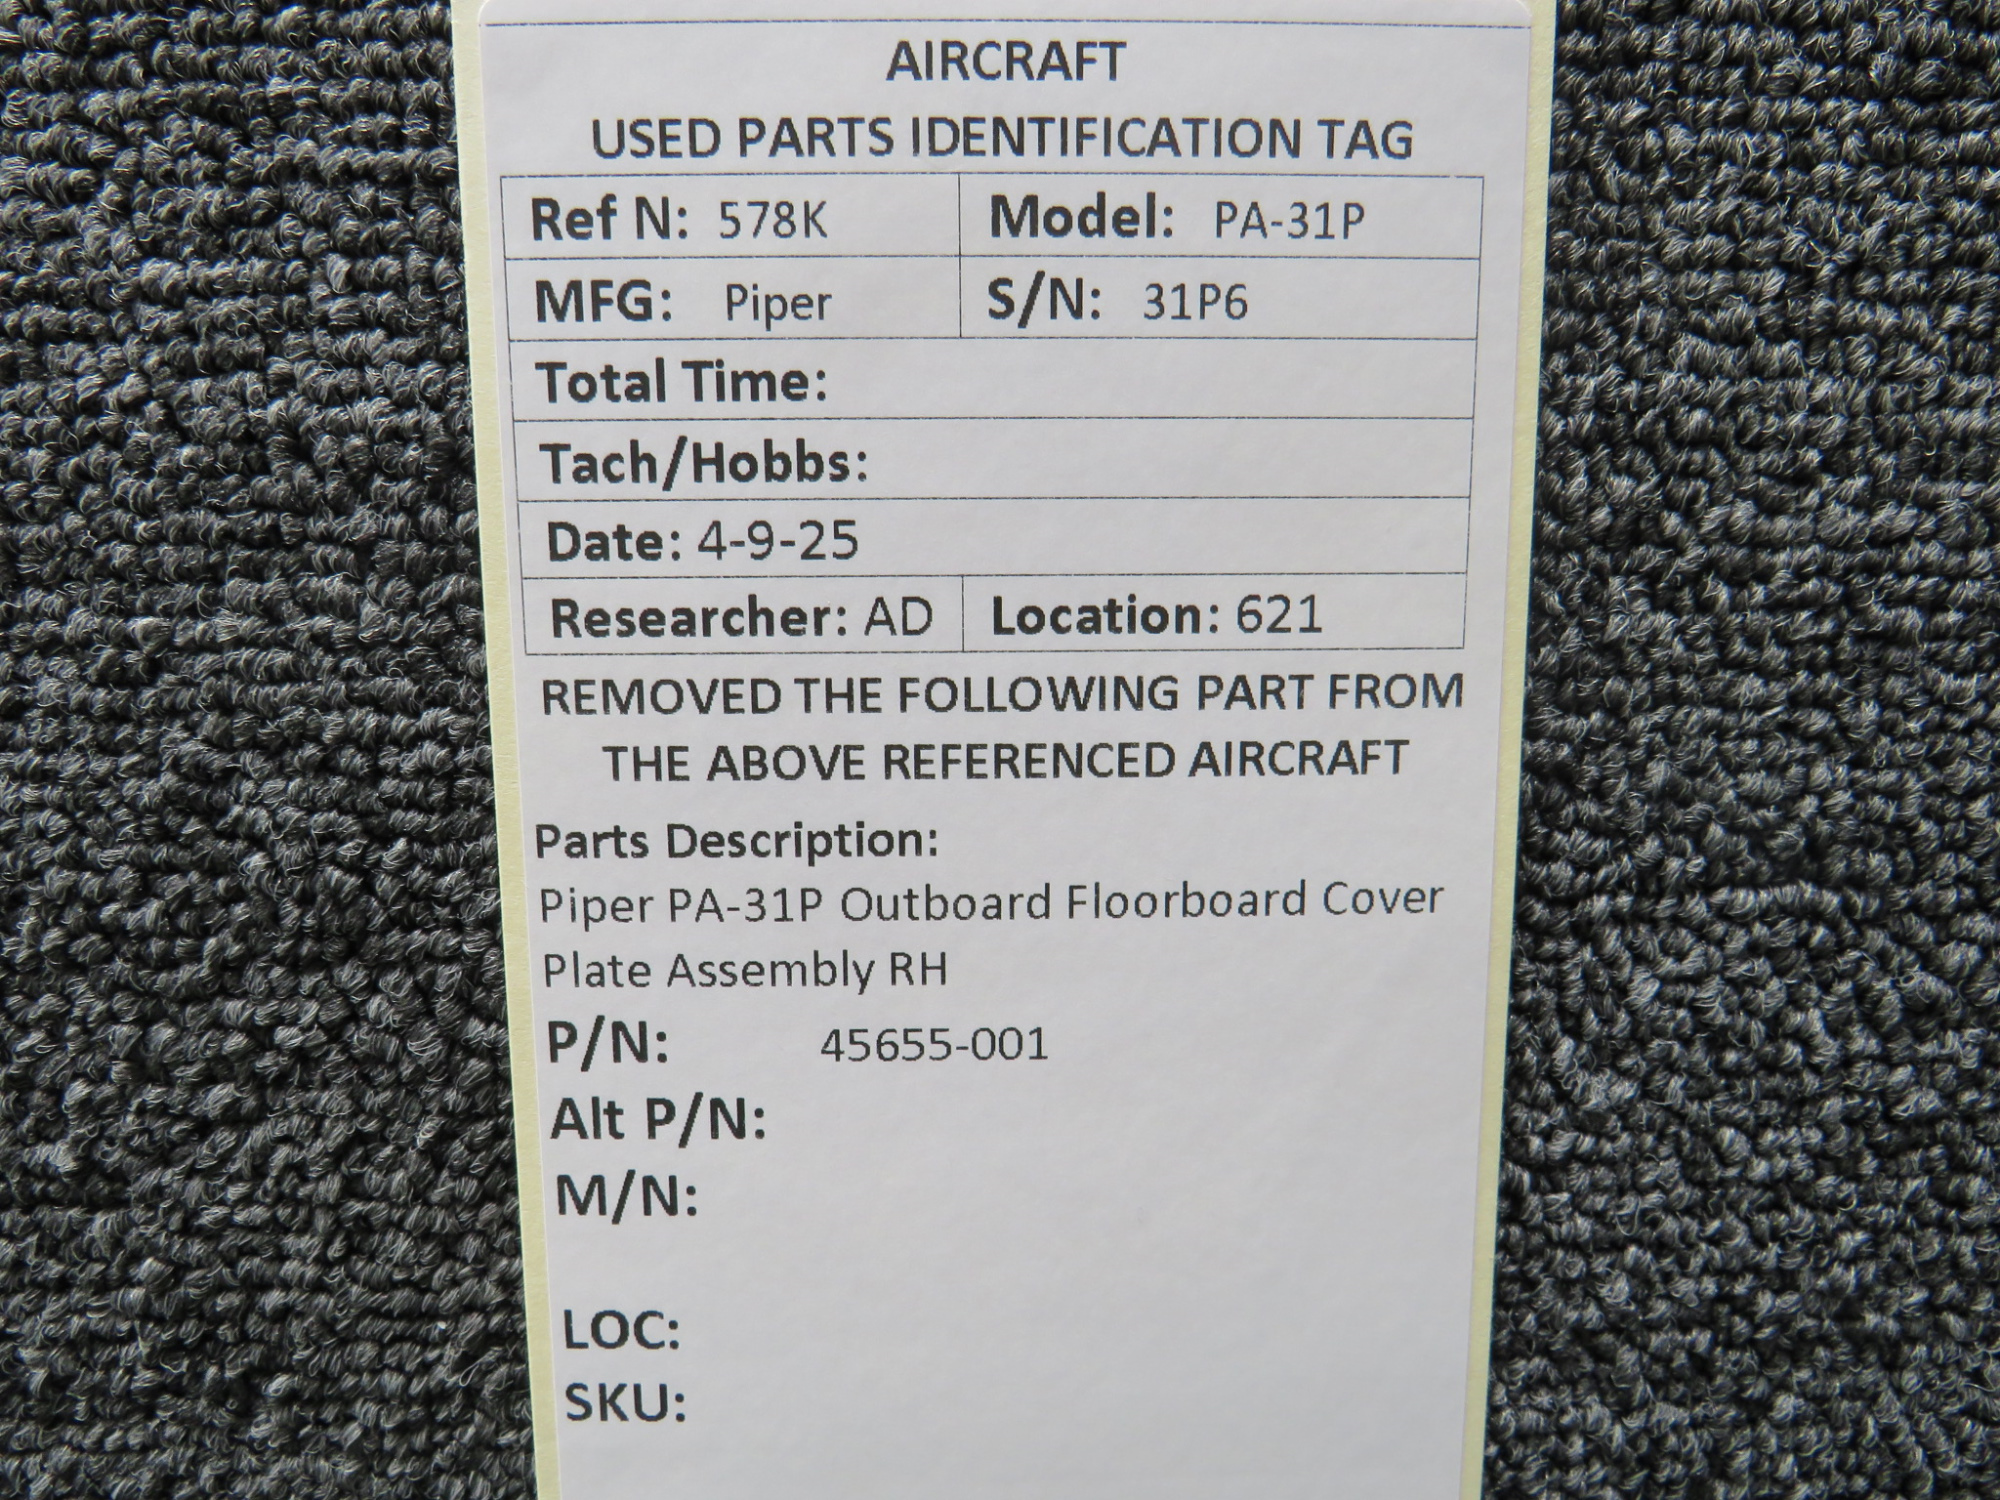 AIRCRAFT
USED PARTS IDENTIFICATION TAG
Ref N: 578K Model: PA-31P
MFG: Piper S/N: 31P6
Total Time:
Tach/Hobbs:
Date: 4-9-25
Researcher: AD Location: 621
REMOVED THE FOLLOWING PART FROM
THE ABOVE REFERENCED AIRCRAFT
Parts Description:
Piper PA-31P Outboard Floorboard Cover
Plate Assembly RH
P/N: 45655-001
Alt P/N:
M/N:
LOC:
SKU: